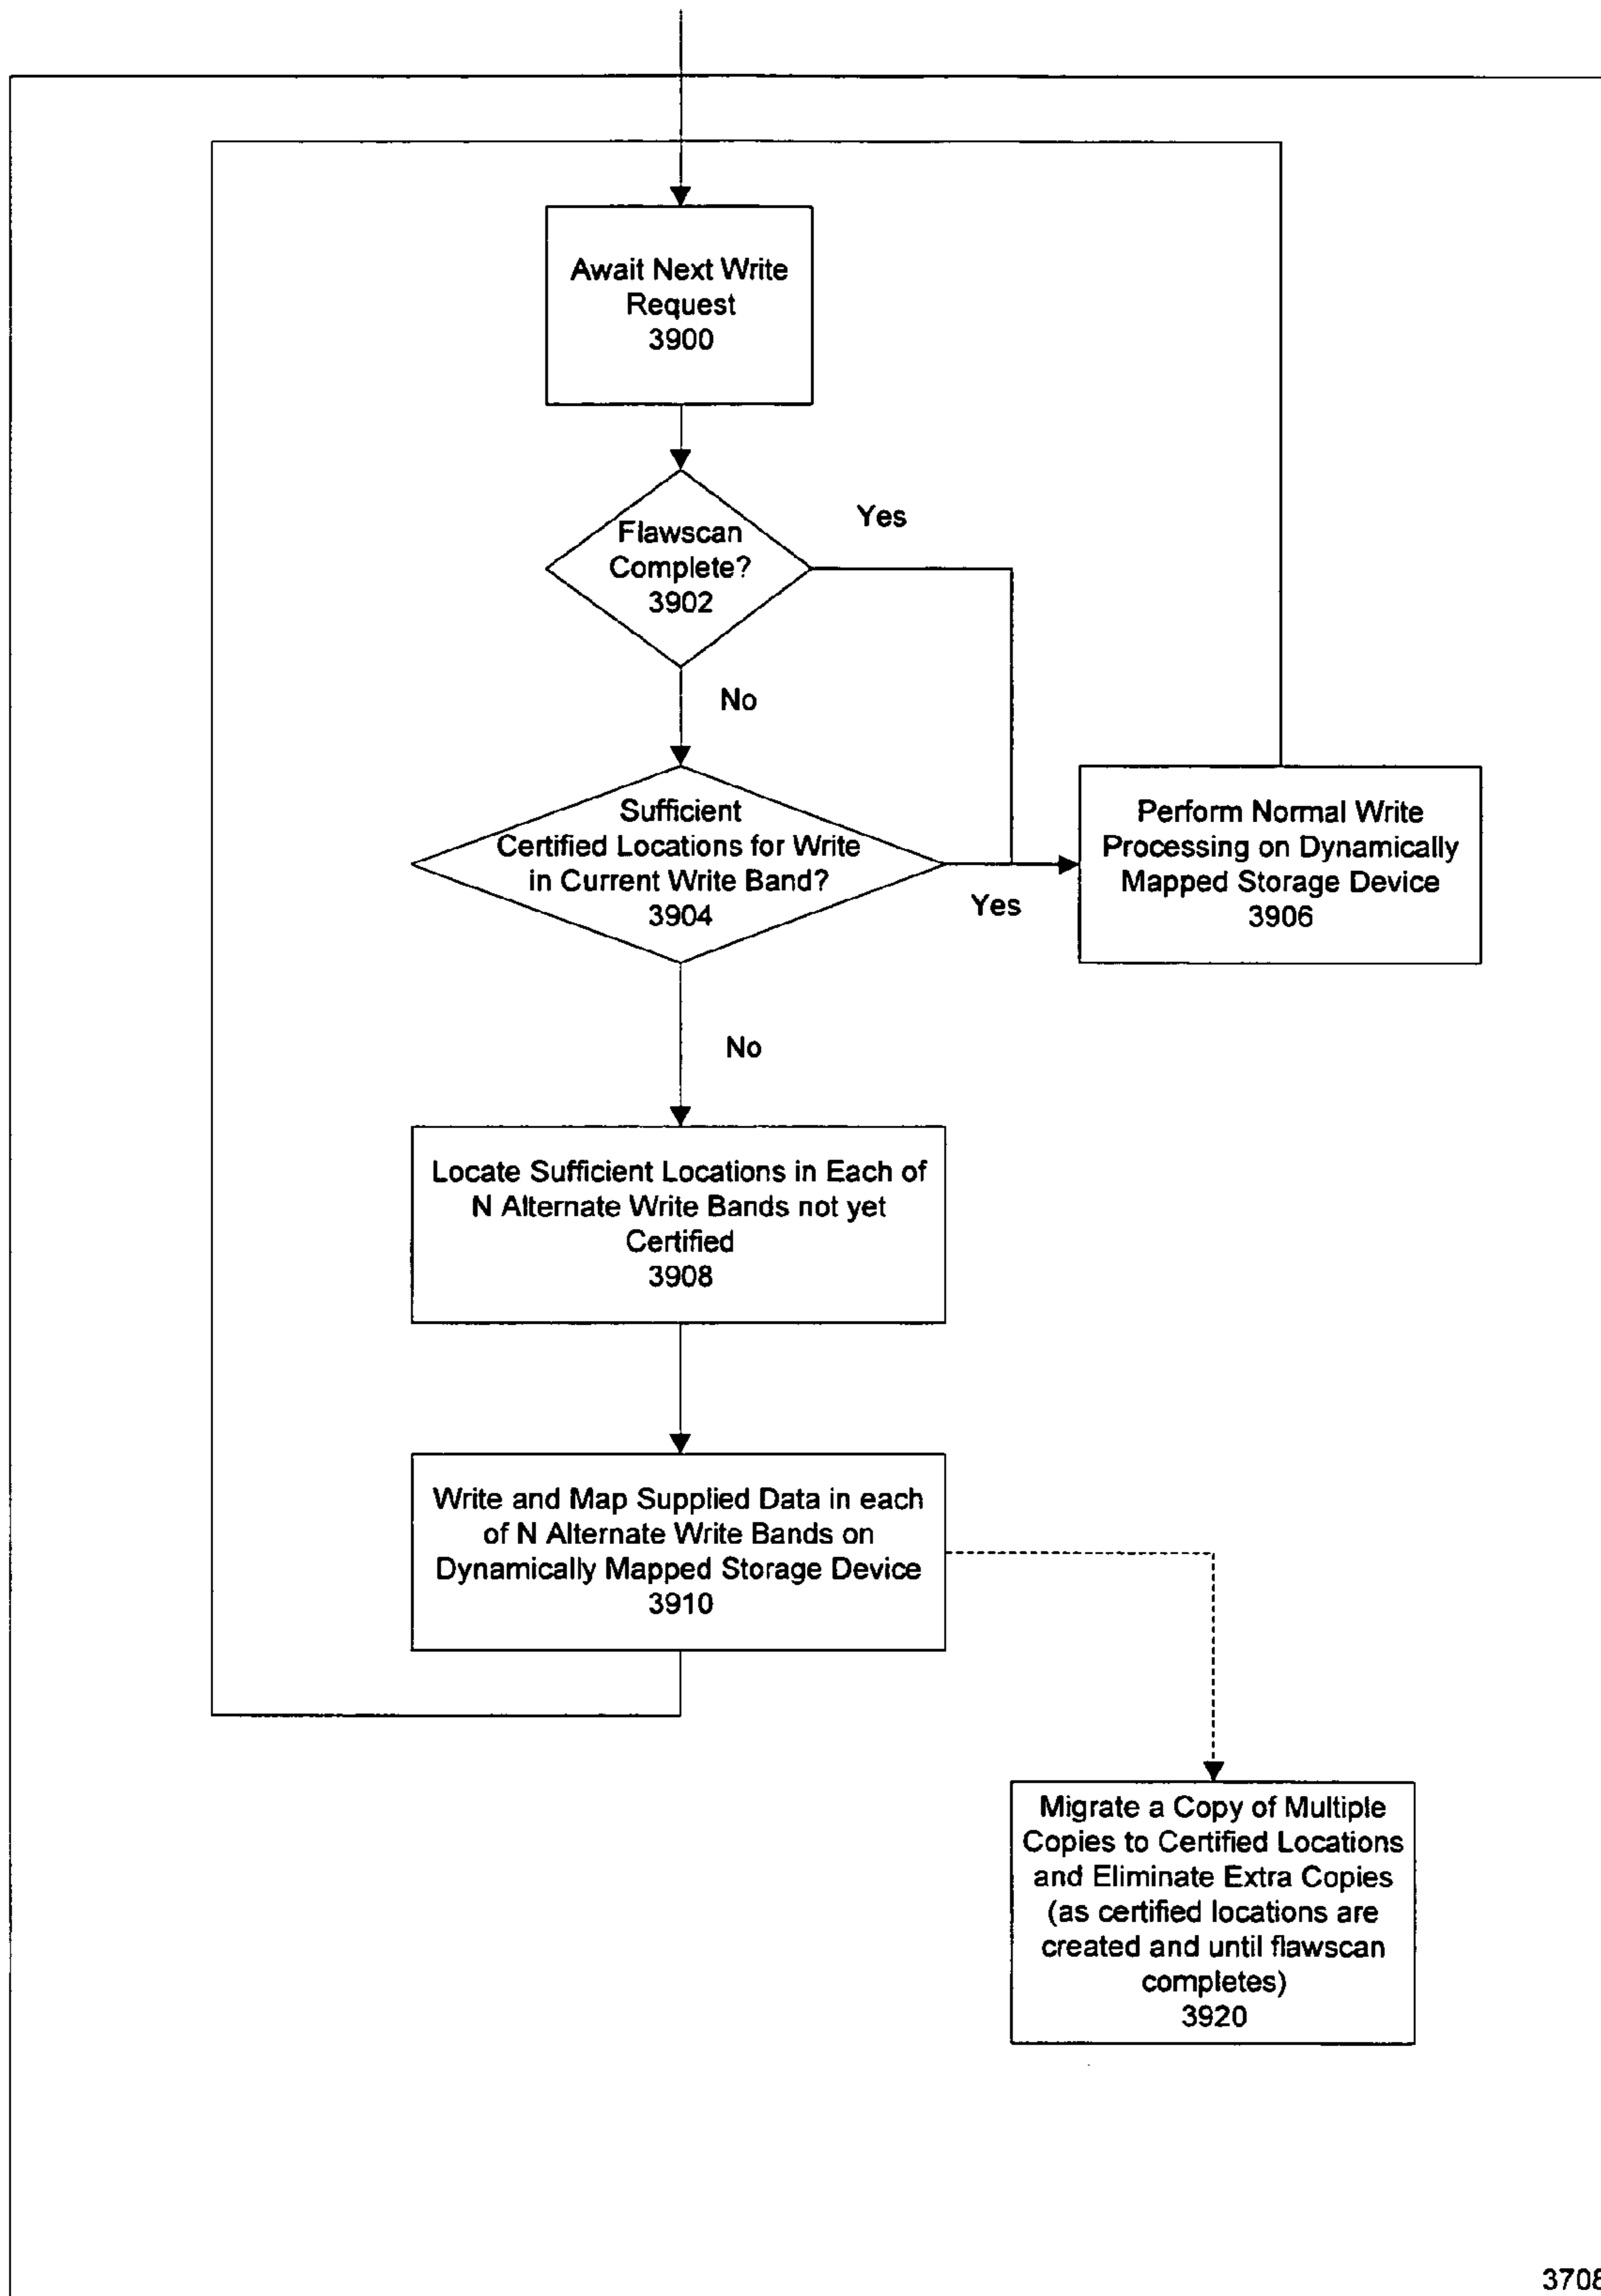 Await Next Write
Request
3900
Flawscan
Complete?
3902
Yes
No
Sufficient
Certified Locations for Write
in Current Write Band?
3904
Yes
Perform Normal Write
Processing on Dynamically
Mapped Storage Device
3906
No
Locate Sufficient Locations in Each of
N Alternate Write Bands not yet
Certified
3908
Write and Map Supplied Data in each
of N Alternate Write Bands on
Dynamically Mapped Storage Device
3910
Migrate a Copy of Multiple
Copies to Certified Locations
and Eliminate Extra Copies
(as certified locations are
created and until flawscan
completes)
3920
3708